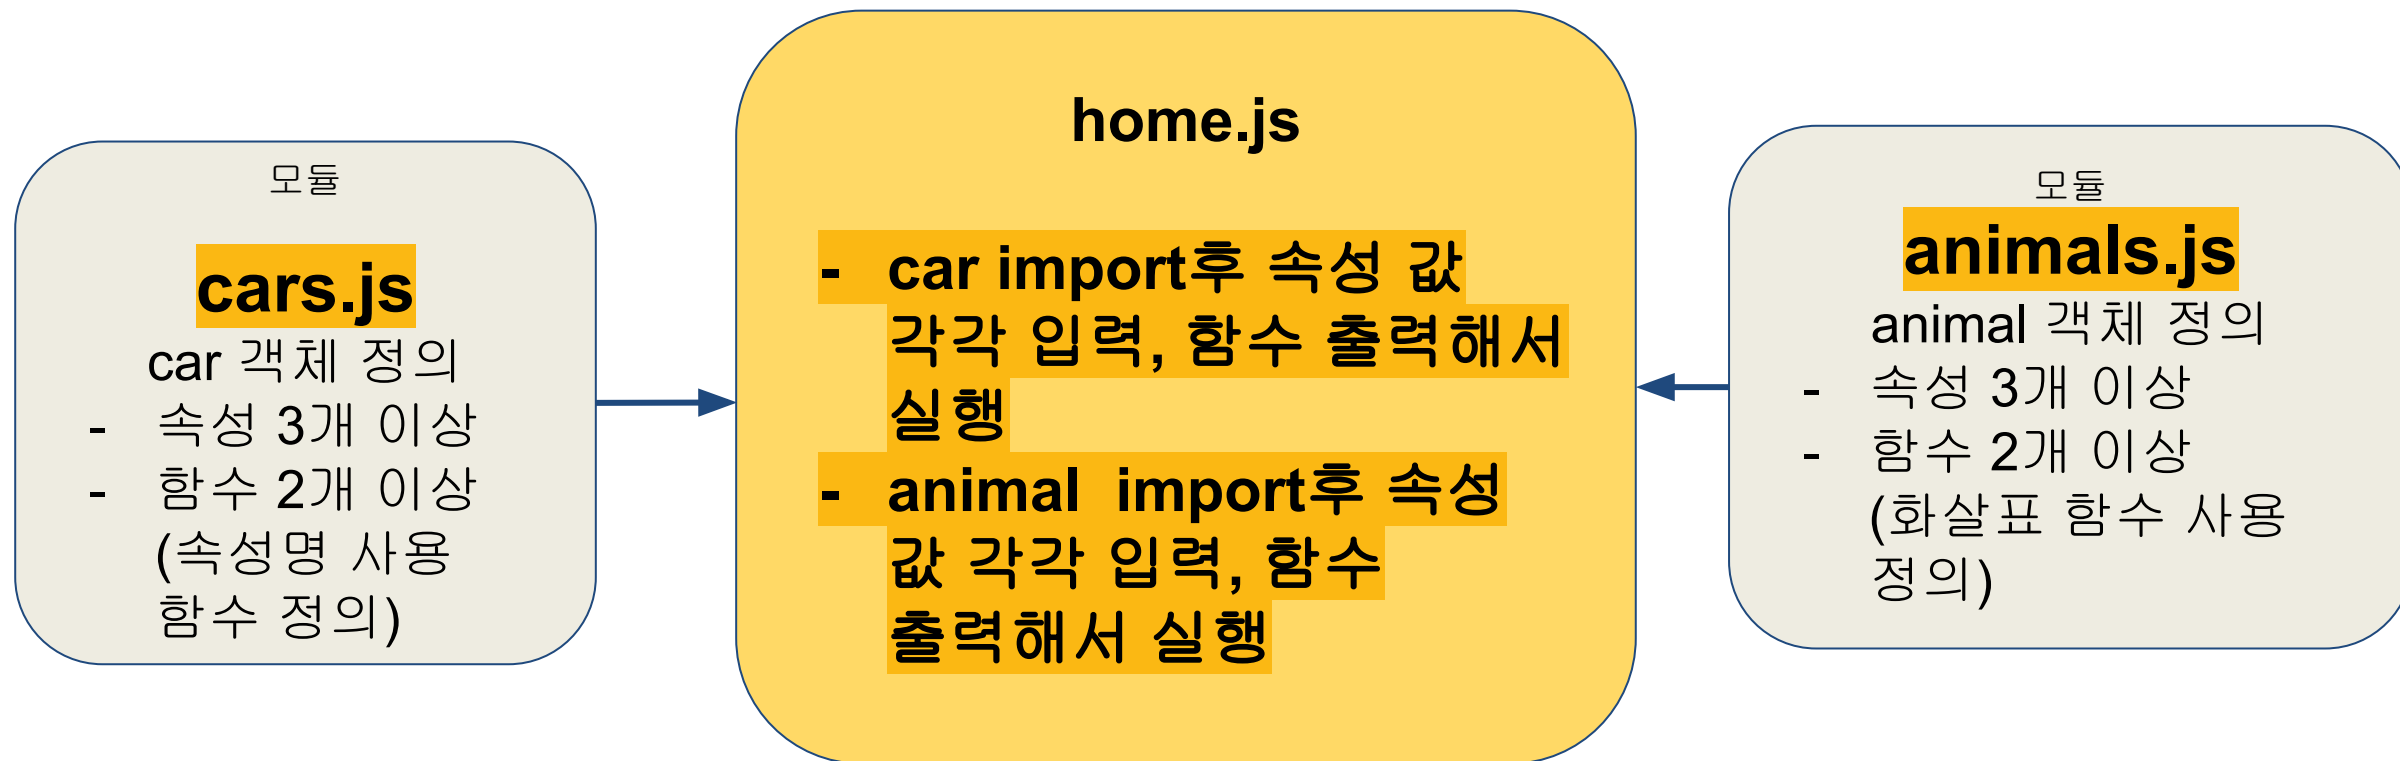 모듈
cars.js
car 객체 정의
- 속성 3개 이상
- 함수 2개 이상
(속성명 사용
함수 정의)
home.js
- car import후 속성 값
각각 입력, 함수 출력해서
실행
- animal  import후 속성
값 각각 입력, 함수
출력해서 실행
모듈
animals.js
animal 객체 정의
- 속성 3개 이상
- 함수 2개 이상
(화살표 함수 사용
정의)